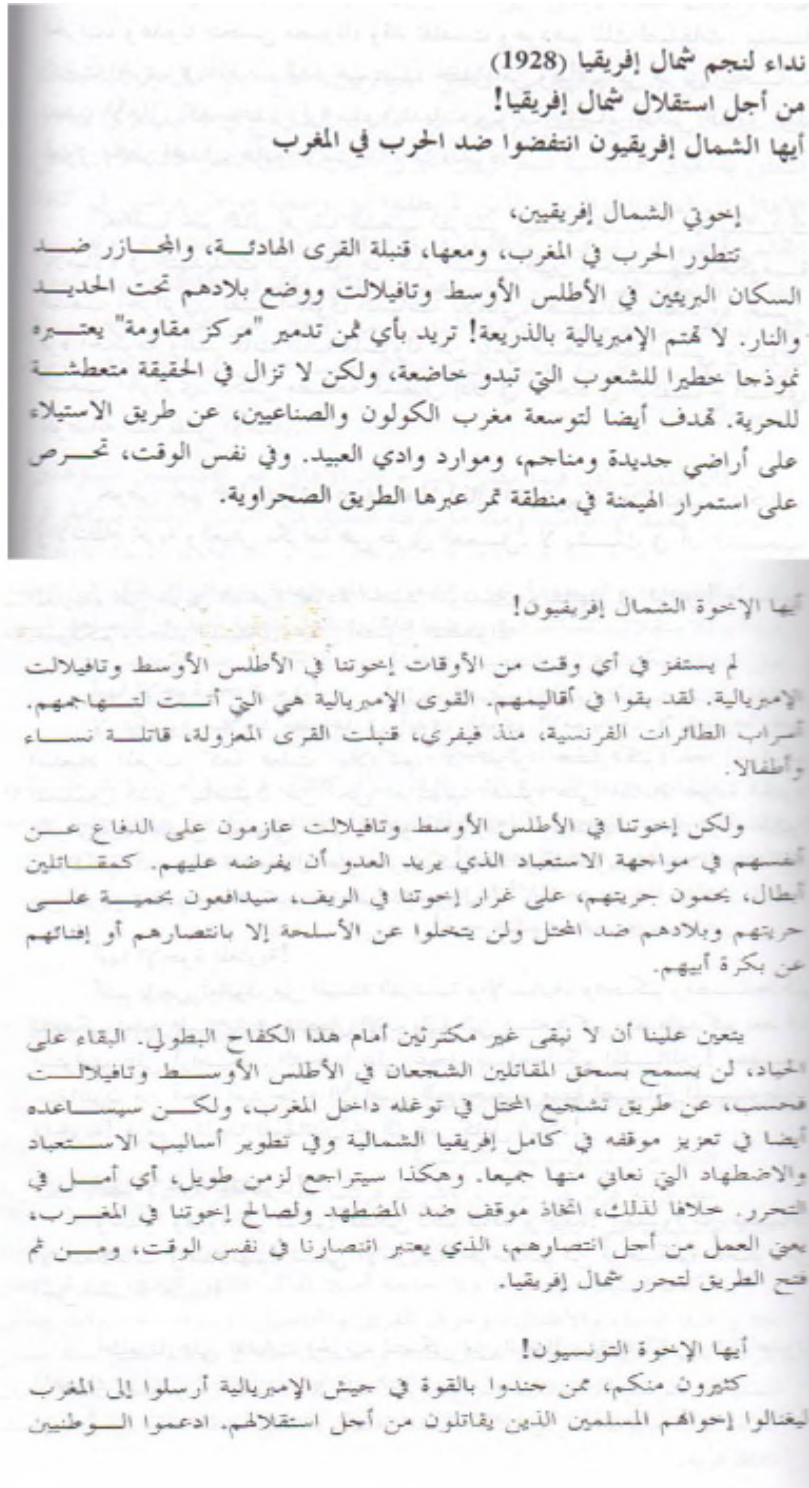 نداء لنجم شمال إفريقيا (1928)
من أجل استقلال شمال إفريقيا!
أيها الشمال إفريقيون انتفضوا ضد الحرب في المغرب
إخوتي الشمال إفريقيين،
تتطور الحرب في المغرب، ومعها، قنبلة القرى الهادئة، والمجازر ضد
السكان البريئين في الأطلس الأوسط وتافيلالت ووضع بلادهم تحت الحديد
والنار. لا تهتم الإمبريالية بالذريعة! تريد بأي ثمن تدمير "مركز مقاومة" يعتبره
نموذجا خطيرا للشعوب التي تبدو خاضعة، ولكن لا تزال في الحقيقة متعطشة
للحرية. تهدف أيضا لتوسعة مغرب الكولون والصناعيين، عن طريق الاستيلاء
على أراضي جديدة ومناجم، وموارد وادي العبيد. وفي نفس الوقت، تحرص
على استمرار الهيمنة في منطقة تمر عبرها الطريق الصحراوية.
أيها الإخوة الشمال إفريقيون!
لم يستفز في أي وقت من الأوقات إخوتنا في الأطلس الأوسط وتافيلالت
الإمبريالية. لقد بقوا في أقاليمهم. القوى الإمبريالية هي التي أتت لتهاجمهم.
أسراب الطائرات الفرنسية، منذ فيفري، قنبلت القرى المعزولة، قاتلة نساء
وأطفالا.
ولكن إخوتنا في الأطلس الأوسط وتافيلالت عازمون على الدفاع عن
أنفسهم في مواجهة الاستعباد الذي يريد العدو أن يفرضه عليهم. كمقاتلين
أبطال، يحمون حريتهم، على غرار إخوتنا في الريف، سيدافعون بحمية على
حريتهم وبلادهم ضد المحتل ولن يتخلوا عن الأسلحة إلا بانتصارهم أو إفنائهم
عن بكرة أبيهم.
يتعين علينا أن لا نبقى غير مكترثين أمام هذا الكفاح البطولي. البقاء على
الحياد، لن يسمح بسحق المقاتلين الشجعان في الأطلس الأوسط وتافيلالت
فحسب، عن طريق تشجيع المحتل في توغله داخل المغرب، ولكن سيساعده
أيضا في تعزيز موقفه في كامل إفريقيا الشمالية وفي تطوير أساليب الاستعباد
والاضطهاد التي نعاني منها جميعا. وهكذا سيتراجع لزمن طويل، أي أمل في
التحرر. خلافا لذلك، اتخاذ موقف ضد المضطهد ولصالح إخوتنا في المغرب،
يعني العمل من أجل انتصارهم، الذي يعتبر انتصارنا في نفس الوقت، ومن ثم
فتح الطريق لتحرر شمال إفريقيا.
أيها الإخوة التونسيون!
كثيرون منكم، ممن جندوا بالقوة في جيش الإمبريالية أرسلوا إلى المغرب
ليغتالوا إخوانهم المسلمين الذين يقاتلون من أجل استقلالهم. ادعموا الوطنيين